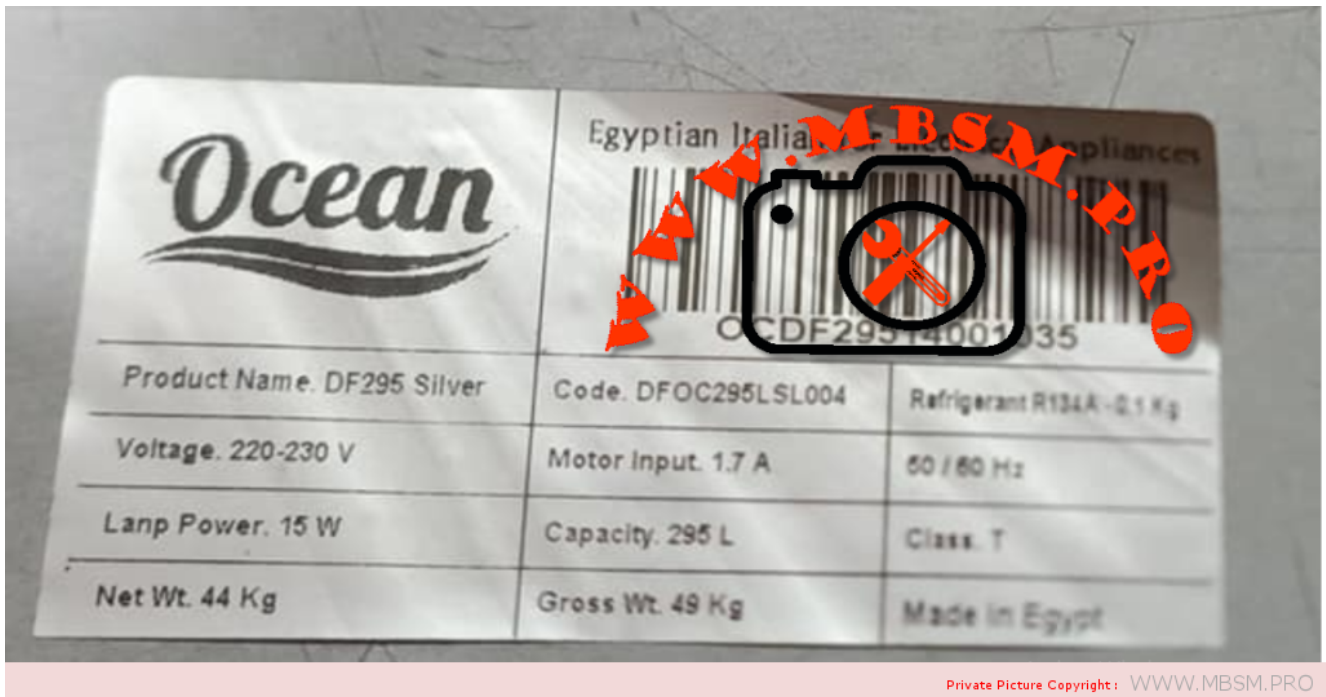 Ocean
Egyptian Italian Appliances
WWW.MBSM.PRO
Product Name. DF295 Silver
Code. DFOC295LSL004
Refrigerant R134A - 0.1 Kg
Voltage. 220-230 V
Motor Input. 1.7 A
50 / 60 Hz
Lanp Power. 15 W
Capacity. 295 L
Class. T
Net Wt. 44 Kg
Gross Wt. 49 Kg
Made in Egypt
Private Picture Copyright : WWW.MBSM.PRO